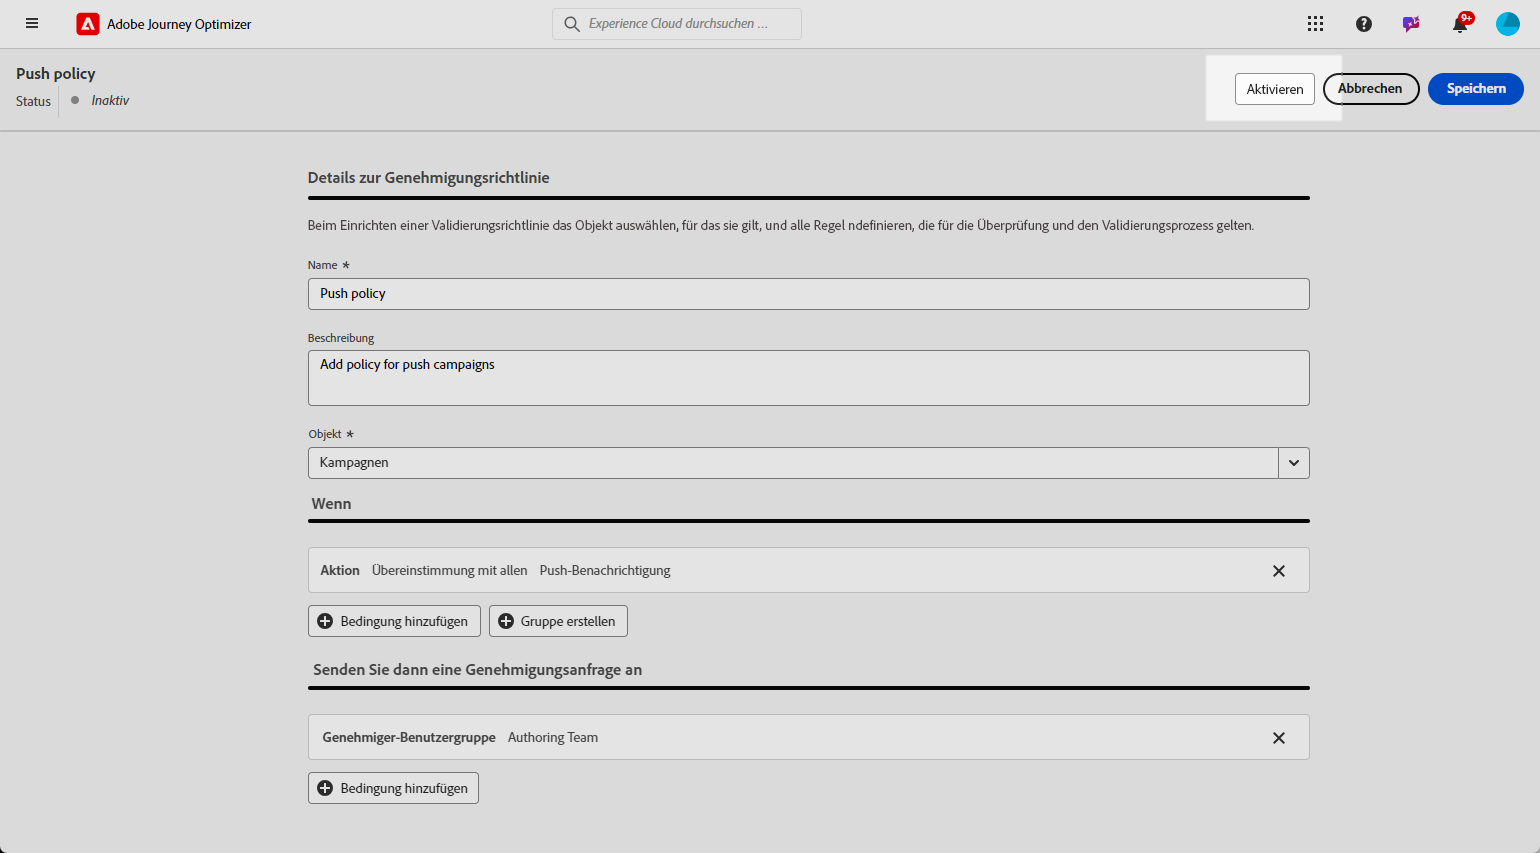 Adobe Journey Optimizer
Experience Cloud durchsuchen ...
9+
Push policy
Status
Inaktiv
Aktivieren
Abbrechen
Speichern
Details zur Genehmigungsrichtlinie
Beim Einrichten einer Validierungsrichtlinie das Objekt auswählen, für das sie gilt, und alle Regel ndefinieren, die für die Überprüfung und den Validierungsprozess gelten.
Name *
Push policy
Beschreibung
Add policy for push campaigns
Objekt *
Kampagnen
Wenn
Aktion Übereinstimmung mit allen Push-Benachrichtigung
Bedingung hinzufügen
Gruppe erstellen
Senden Sie dann eine Genehmigungsanfrage an
Genehmiger-Benutzergruppe Authoring Team
Bedingung hinzufügen